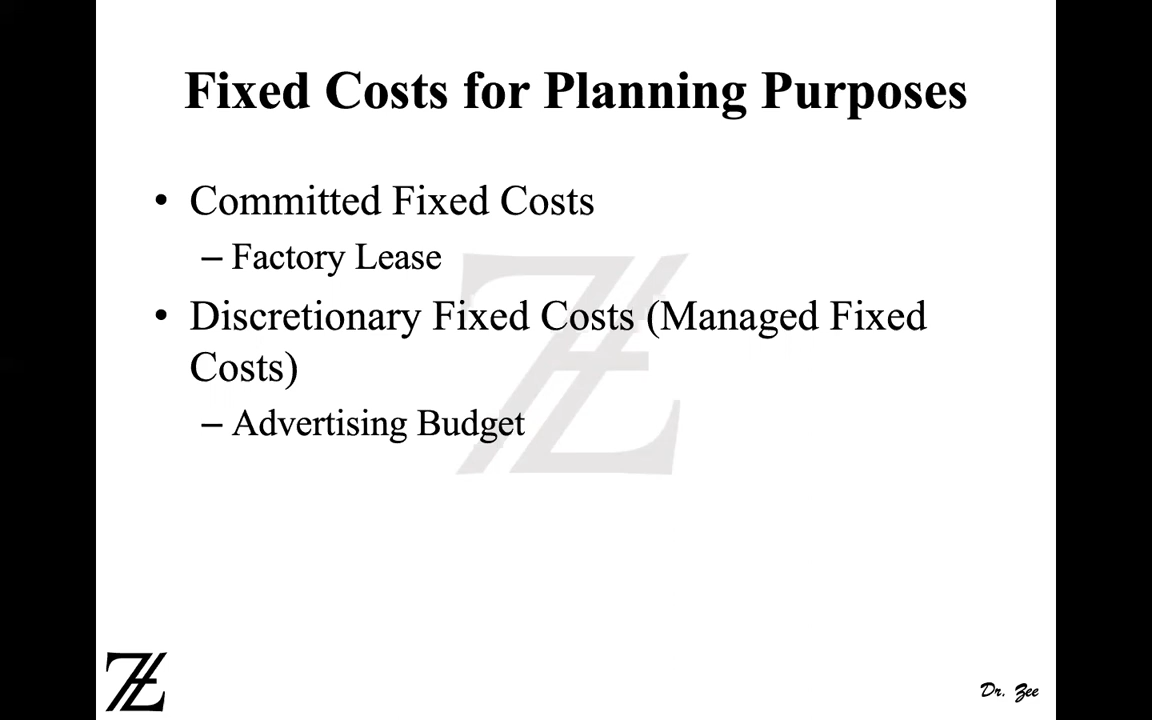 Fixed Costs for Planning Purposes
• Committed Fixed Costs
– Factory Lease
• Discretionary Fixed Costs (Managed Fixed
Costs)
– Advertising Budget
Dr. Zee